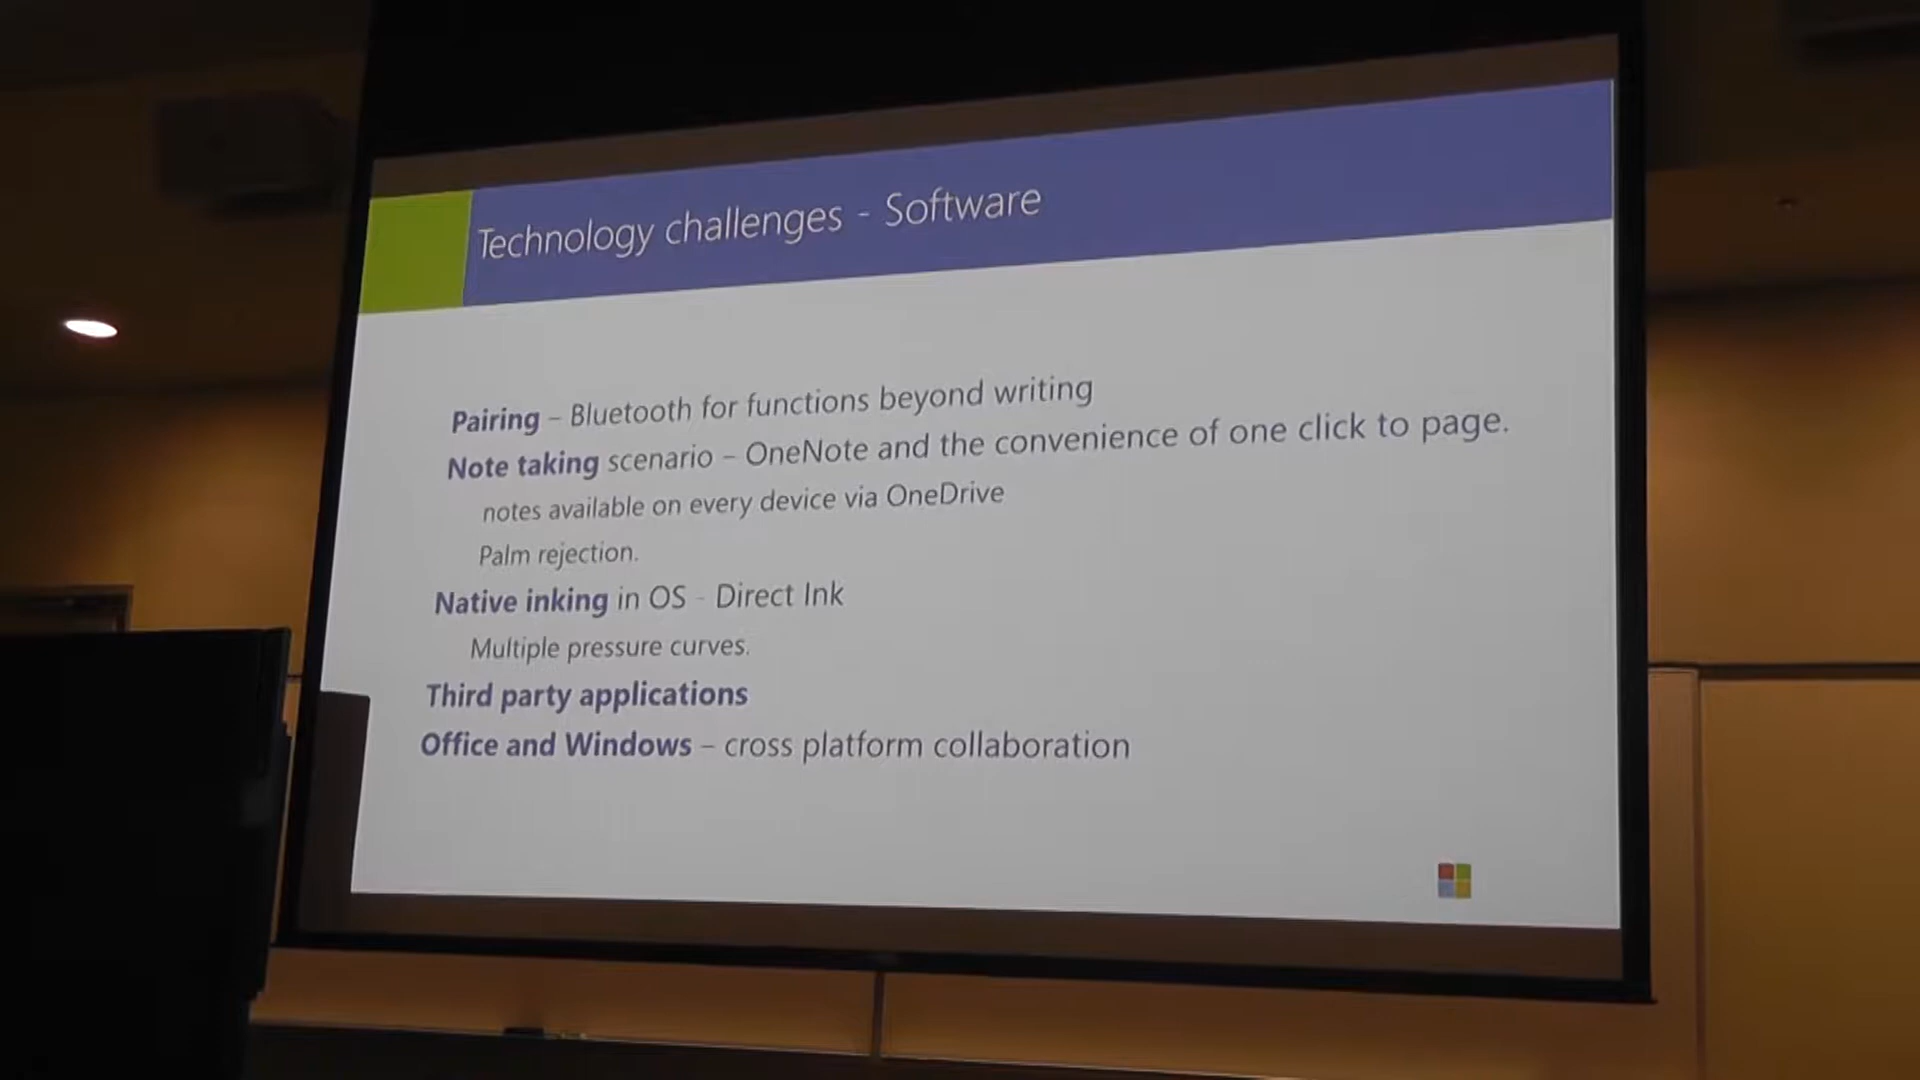 Technology challenges - Software
Pairing – Bluetooth for functions beyond writing
Note taking scenario – OneNote and the convenience of one click to page.
notes available on every device via OneDrive
Palm rejection.
Native inking in OS - Direct Ink
Multiple pressure curves.
Third party applications
Office and Windows – cross platform collaboration